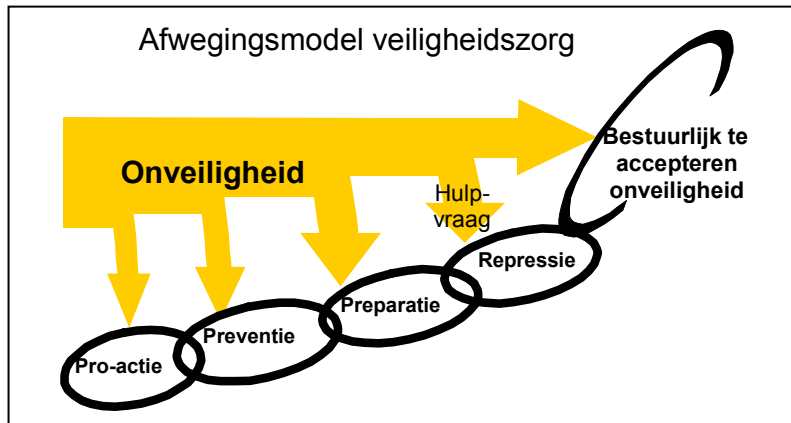 Afwegingsmodel veiligheidszorg
Onveiligheid
Bestuurlijk te
accepteren
onveiligheid
Hulp-
vraag
Repressie
Preparatie
Preventie
Pro-actie